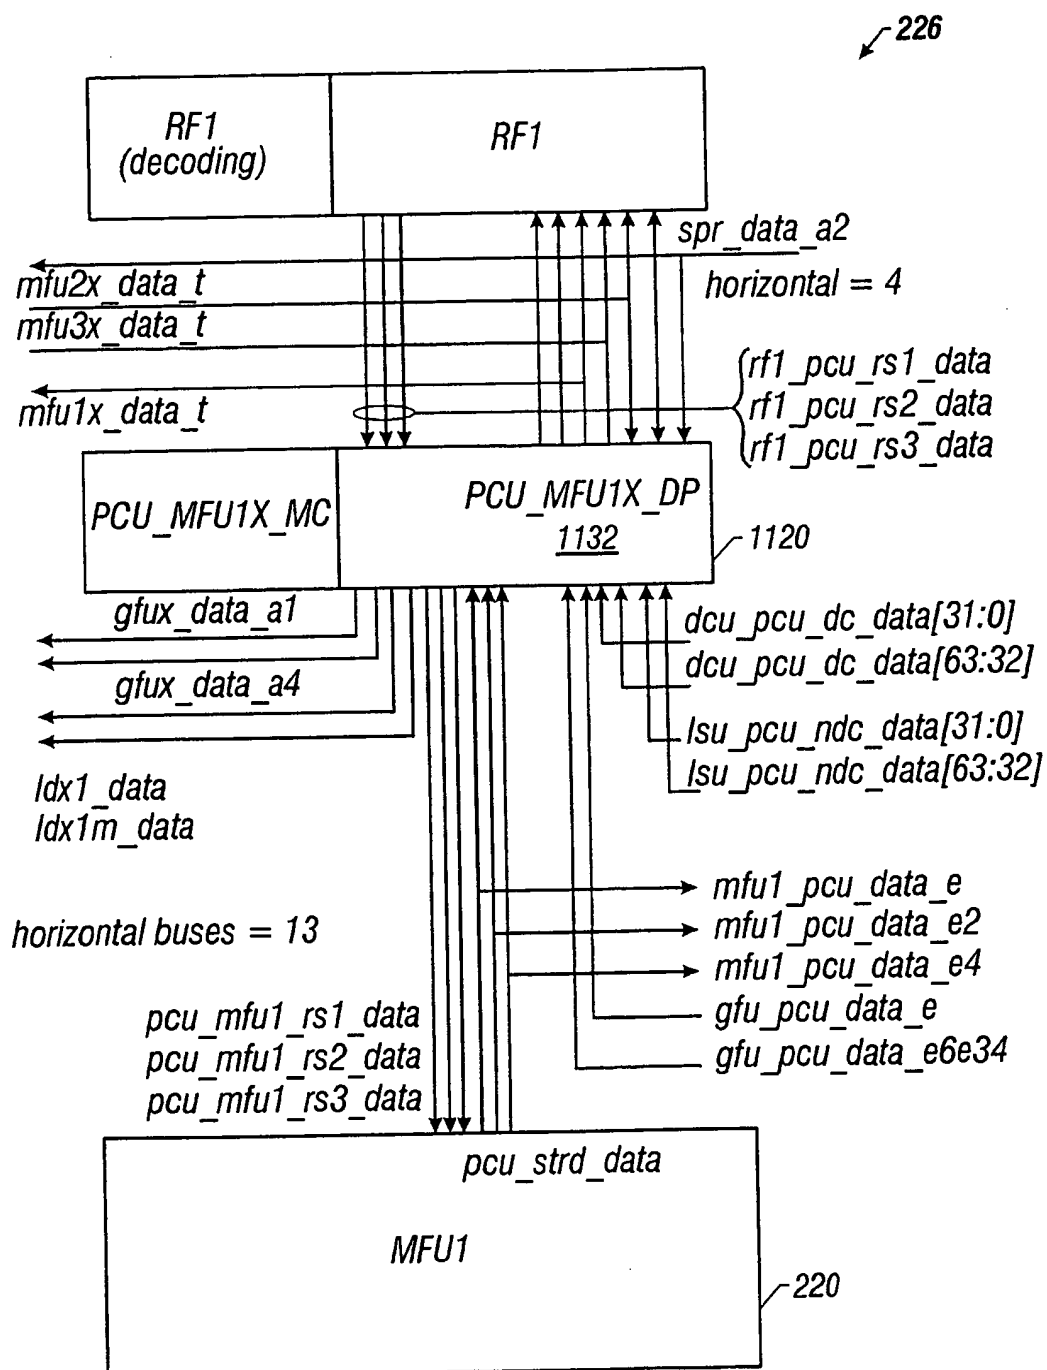 226
RF1
(decoding)
RF1
spr_data_a2
mfu2x_data_t
horizontal = 4
mfu3x_data_t
mfu1x_data_t
rf1_pcu_rs1_data
rf1_pcu_rs2_data
rf1_pcu_rs3_data
PCU_MFU1X_MC
PCU_MFU1X_DP
1132
1120
gfux_data_a1
gfux_data_a4
dcu_pcu_dc_data[31:0]
dcu_pcu_dc_data[63:32]
lsu_pcu_ndc_data[31:0]
lsu_pcu_ndc_data[63:32]
ldx1_data
ldx1m_data
mfu1_pcu_data_e
mfu1_pcu_data_e2
mfu1_pcu_data_e4
gfu_pcu_data_e
gfu_pcu_data_e6e34
horizontal buses = 13
pcu_mfu1_rs1_data
pcu_mfu1_rs2_data
pcu_mfu1_rs3_data
pcu_strd_data
MFU1
220